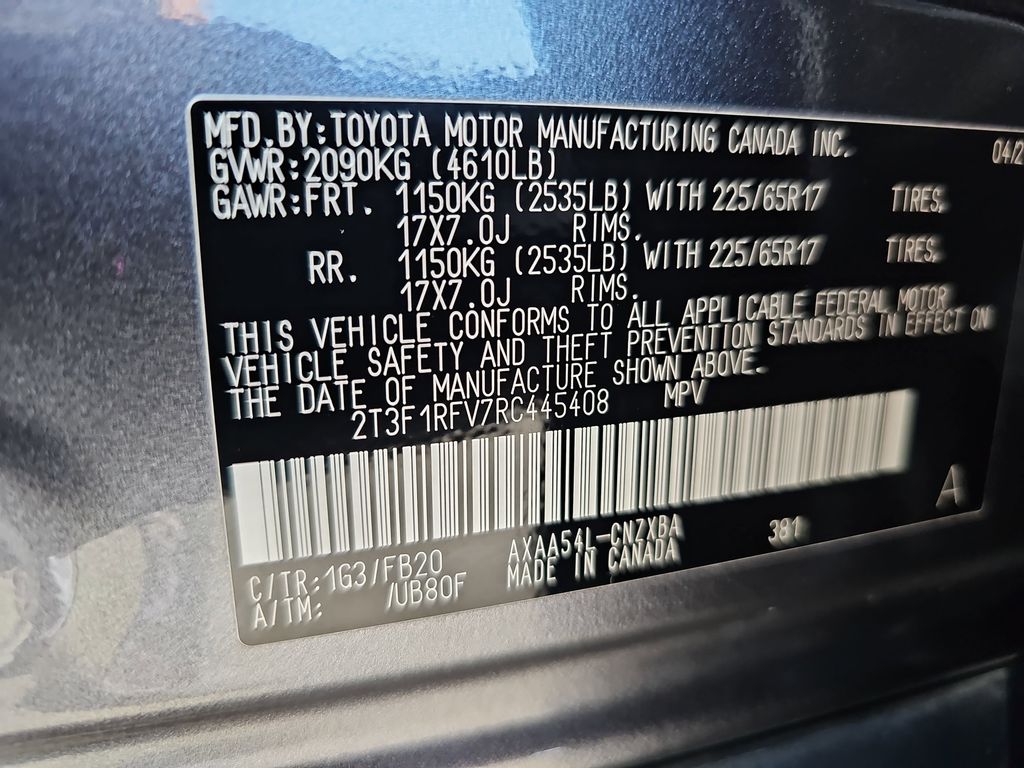 MFD.BY:TOYOTA MOTOR MANUFACTURING CANADA INC. 04/2
GVWR:2090KG (4610LB)
GAWR:FRT. 1150KG (2535LB) WITH 225/65R17 TIRES,
17X7.0J RIMS.
RR. 1150KG (2535LB) WITH 225/65R17 TIRES,
17X7.0J RIMS.
THIS VEHICLE CONFORMS TO ALL APPLICABLE FEDERAL MOTOR
VEHICLE SAFETY AND THEFT PREVENTION STANDARDS IN EFFECT ON
THE DATE OF MANUFACTURE SHOWN ABOVE.
2T3F1RFV7RC445408 MPV
A
C/TR:1G3/FB20 AXAA54L-CNZXBA 381
A/TM: /UB80F MADE IN CANADA